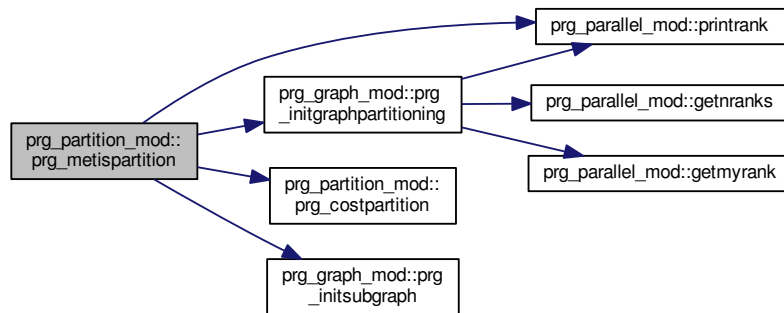 prg_partition_mod::
prg_metispartition
prg_graph_mod::prg
_initgraphpartitioning
prg_partition_mod::
prg_costpartition
prg_graph_mod::prg
_initsubgraph
prg_parallel_mod::printrank
prg_parallel_mod::getnranks
prg_parallel_mod::getmyrank